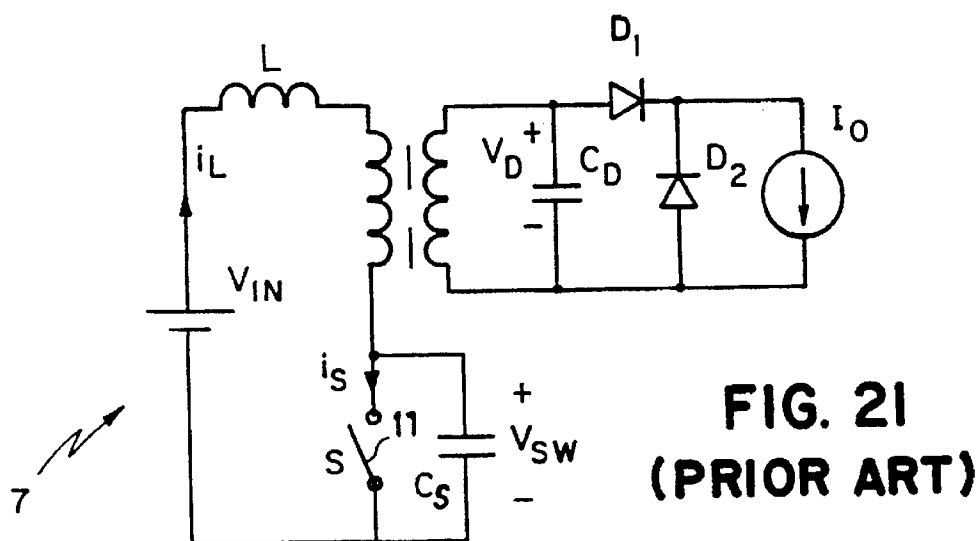 D1
L
IO
iL
VD
+
-
CD
D2
VIN
iS
11
S
CS
+
VSW
-
7
FIG. 21
(PRIOR ART)